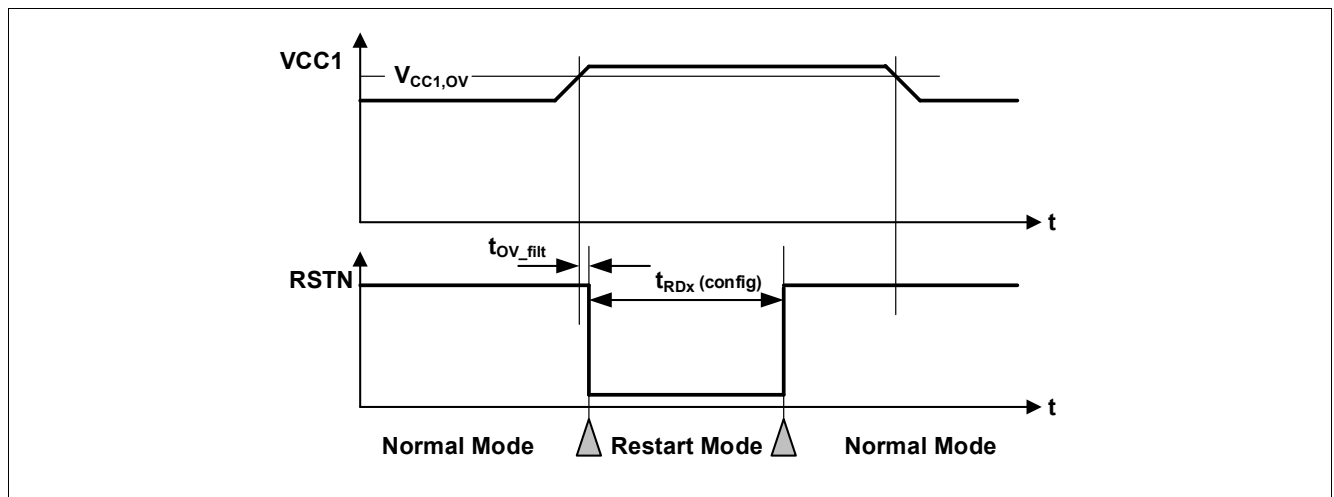 VCC1
VCC1,OV
t
tOV_filt
RSTN
tRDx (config)
t
Normal Mode Restart Mode Normal Mode